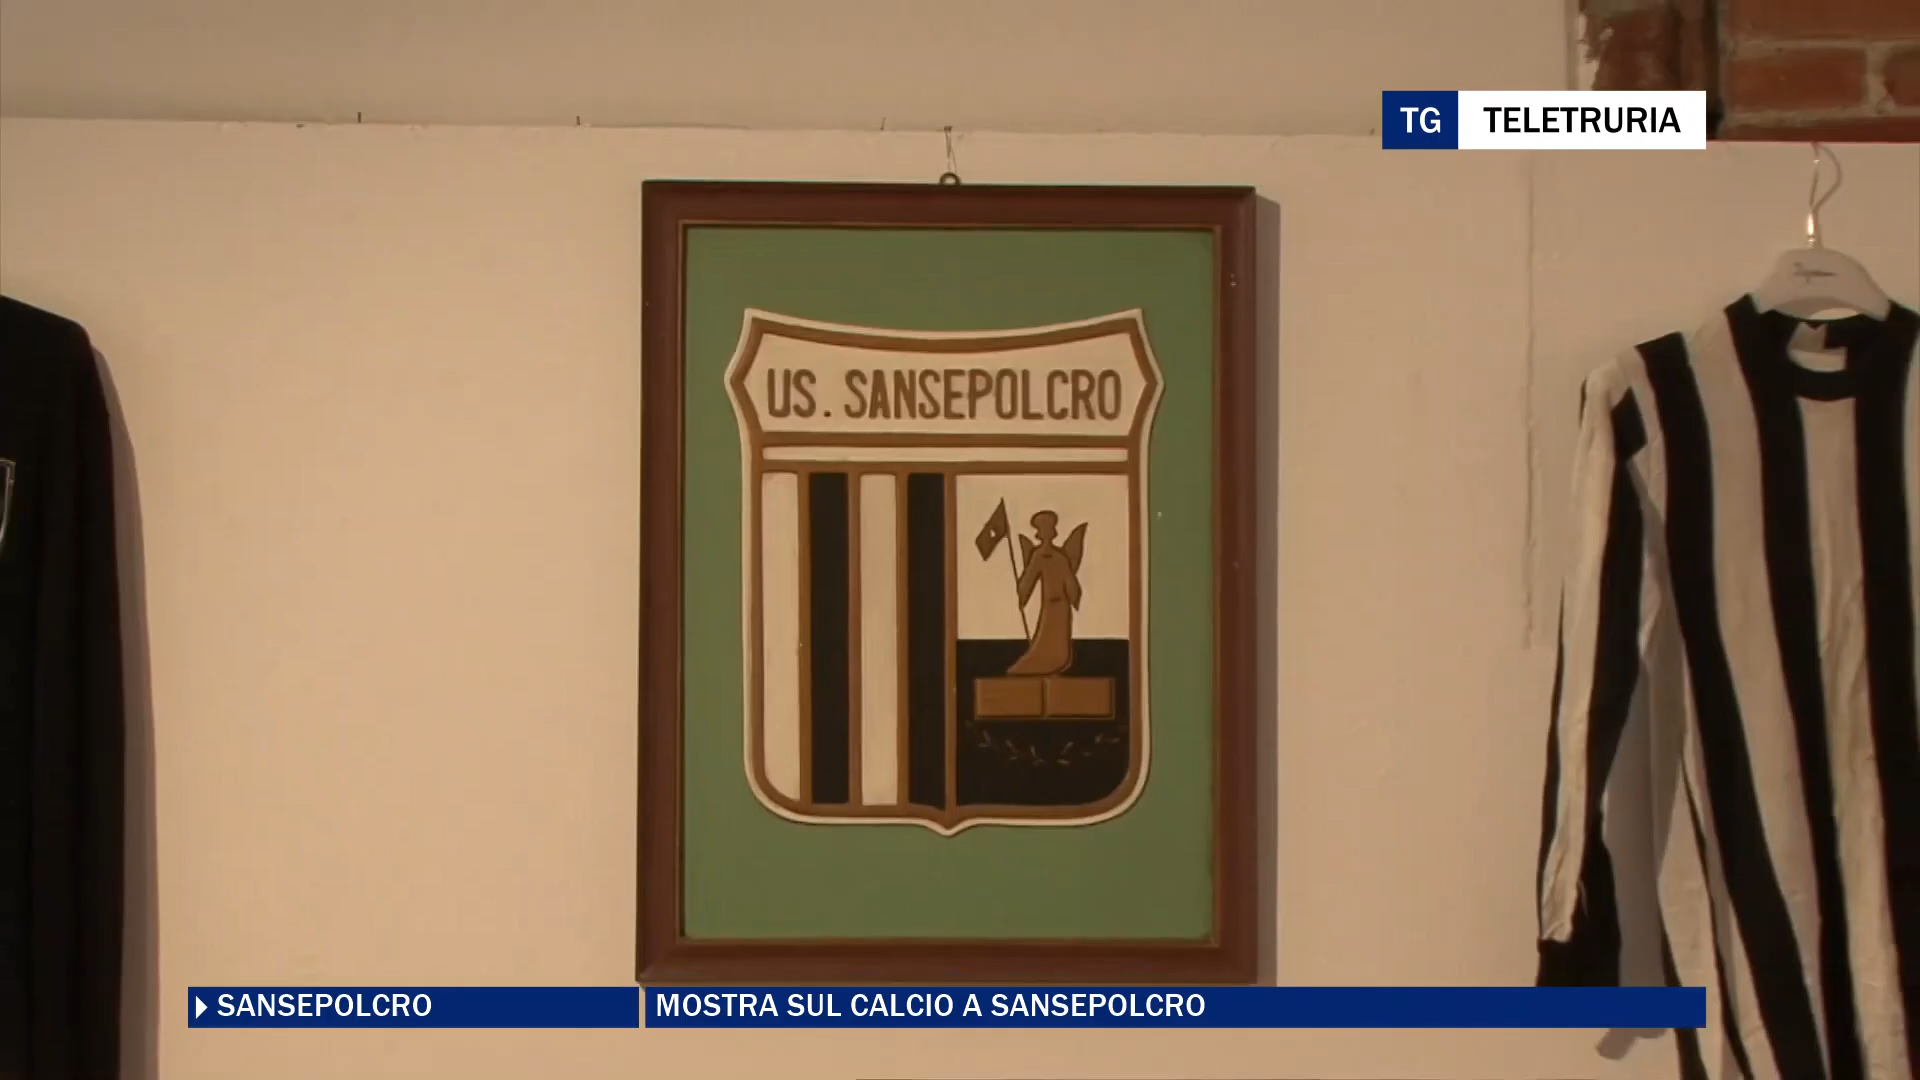 TG TELETRURIA
US. SANSEPOLCRO
SANSEPOLCRO
MOSTRA SUL CALCIO A SANSEPOLCRO